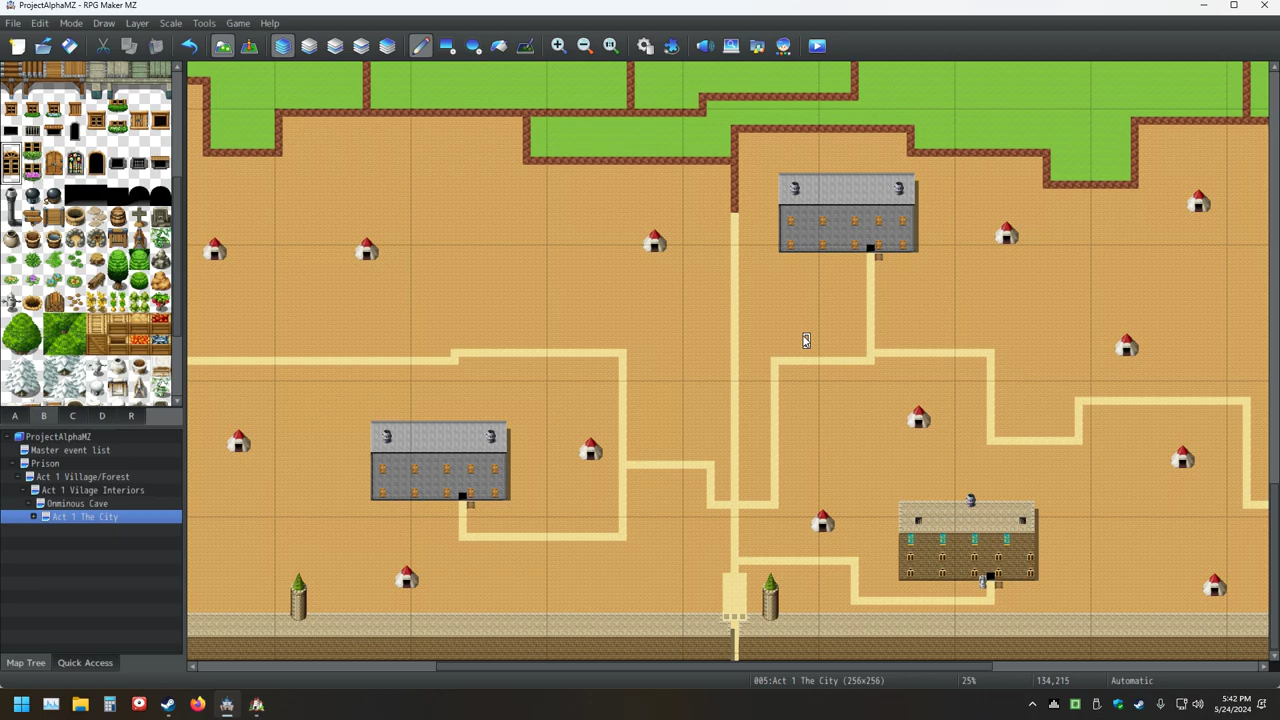 ProjectAlphaMZ - RPG Maker MZ
File Edit Mode Draw Layer Scale Tools Game Help
A B C D R
ProjectAlphaMZ
Master event list
Prison
Act 1 Village/Forest
Act 1 Vilage Interiors
Onminous Cave
Act 1 The City
Map Tree Quick Access
005:Act 1 The City (256x256) 25% 134,215 Automatic
5:42 PM
5/24/2024